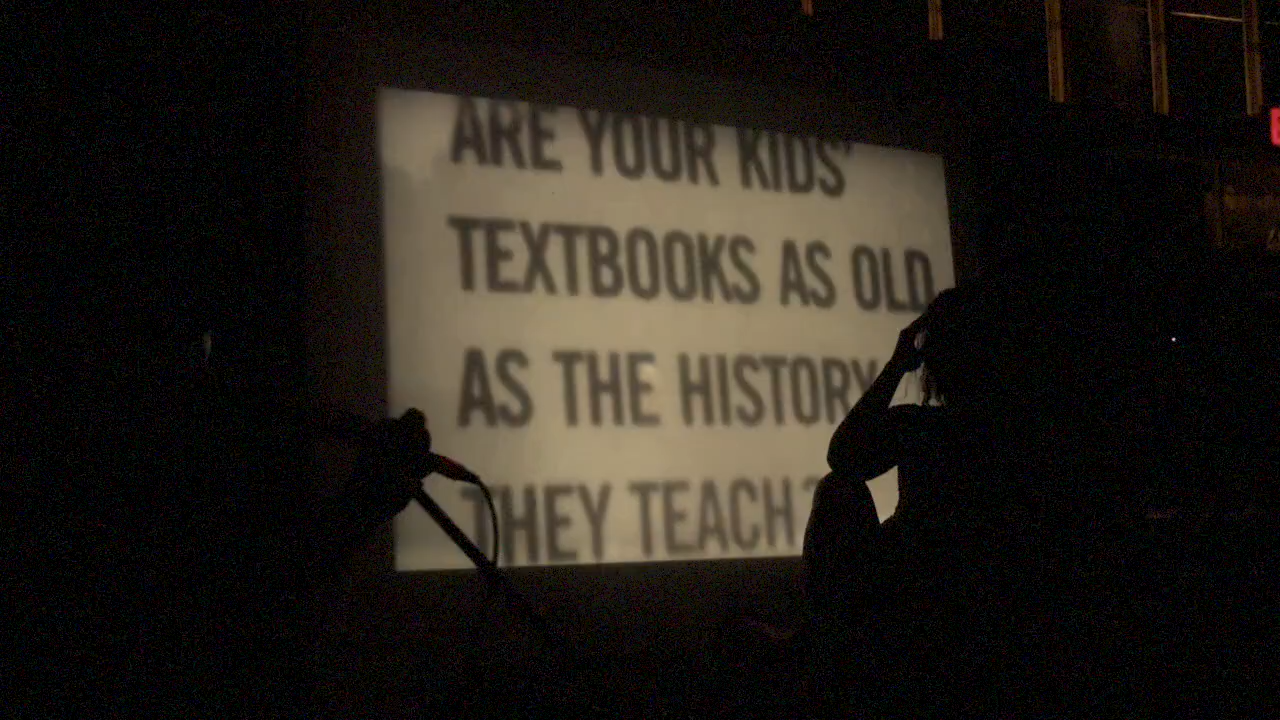 ARE YOUR KIDS'
TEXTBOOKS AS OLD
AS THE HISTORY
THEY TEACH?